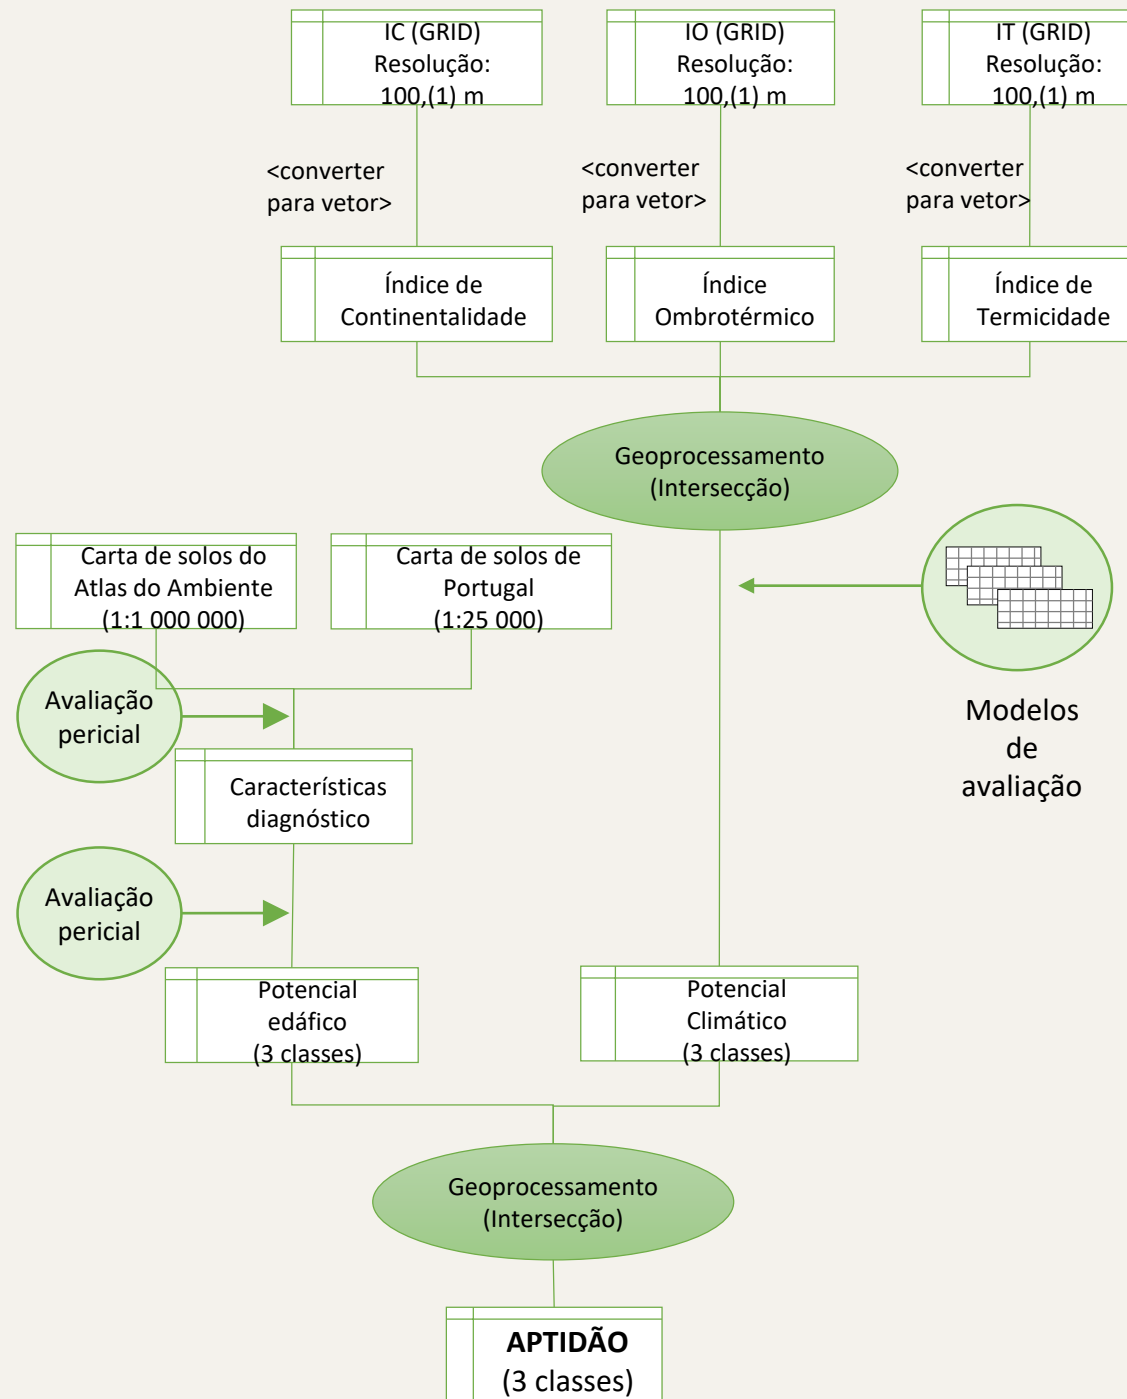 IC (GRID)
Resolução:
100,(1) m
IO (GRID)
Resolução:
100,(1) m
IT (GRID)
Resolução:
100,(1) m
<converter
para vetor>
<converter
para vetor>
<converter
para vetor>
Índice de
Continentalidade
Índice
Ombrotérmico
Índice de
Termicidade
Geoprocessamento
(Intersecção)
Carta de solos do
Atlas do Ambiente
(1:1 000 000)
Carta de solos de
Portugal
(1:25 000)
Avaliação
pericial
Modelos
de
avaliação
Características
diagnóstico
Avaliação
pericial
Potencial
edáfico
(3 classes)
Potencial
Climático
(3 classes)
Geoprocessamento
(Intersecção)
APTIDÃO
(3 classes)